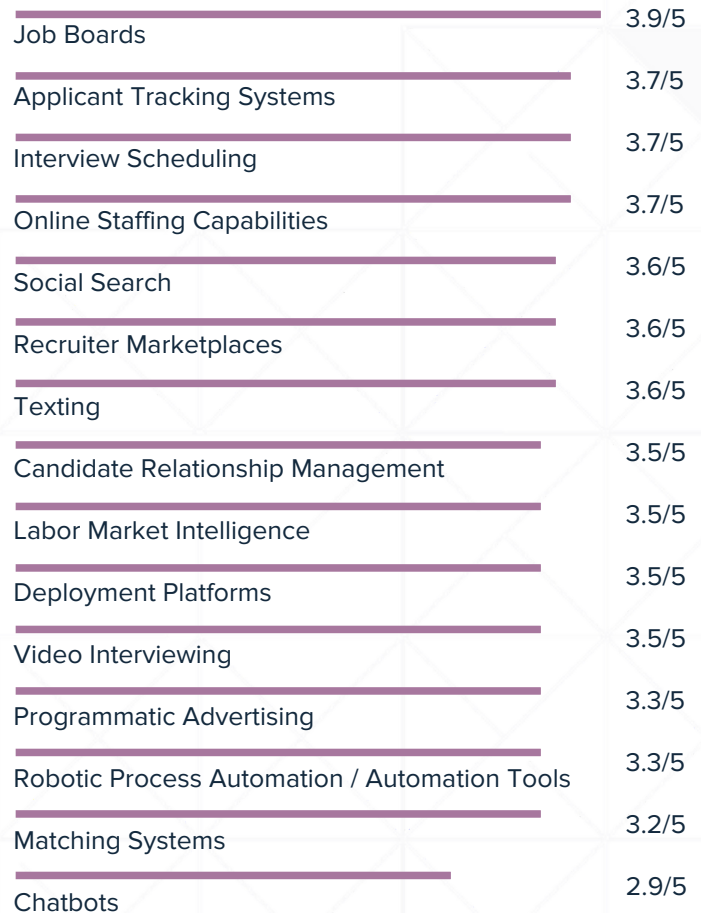 3.9/5
Job Boards
3.7/5
Applicant Tracking Systems
3.7/5
Interview Scheduling
3.7/5
Online Staffing Capabilities
3.6/5
Social Search
3.6/5
Recruiter Marketplaces
3.6/5
Texting
3.5/5
Candidate Relationship Management
3.5/5
Labor Market Intelligence
3.5/5
Deployment Platforms
3.5/5
Video Interviewing
3.3/5
Programmatic Advertising
3.3/5
Robotic Process Automation / Automation Tools
3.2/5
Matching Systems
2.9/5
Chatbots